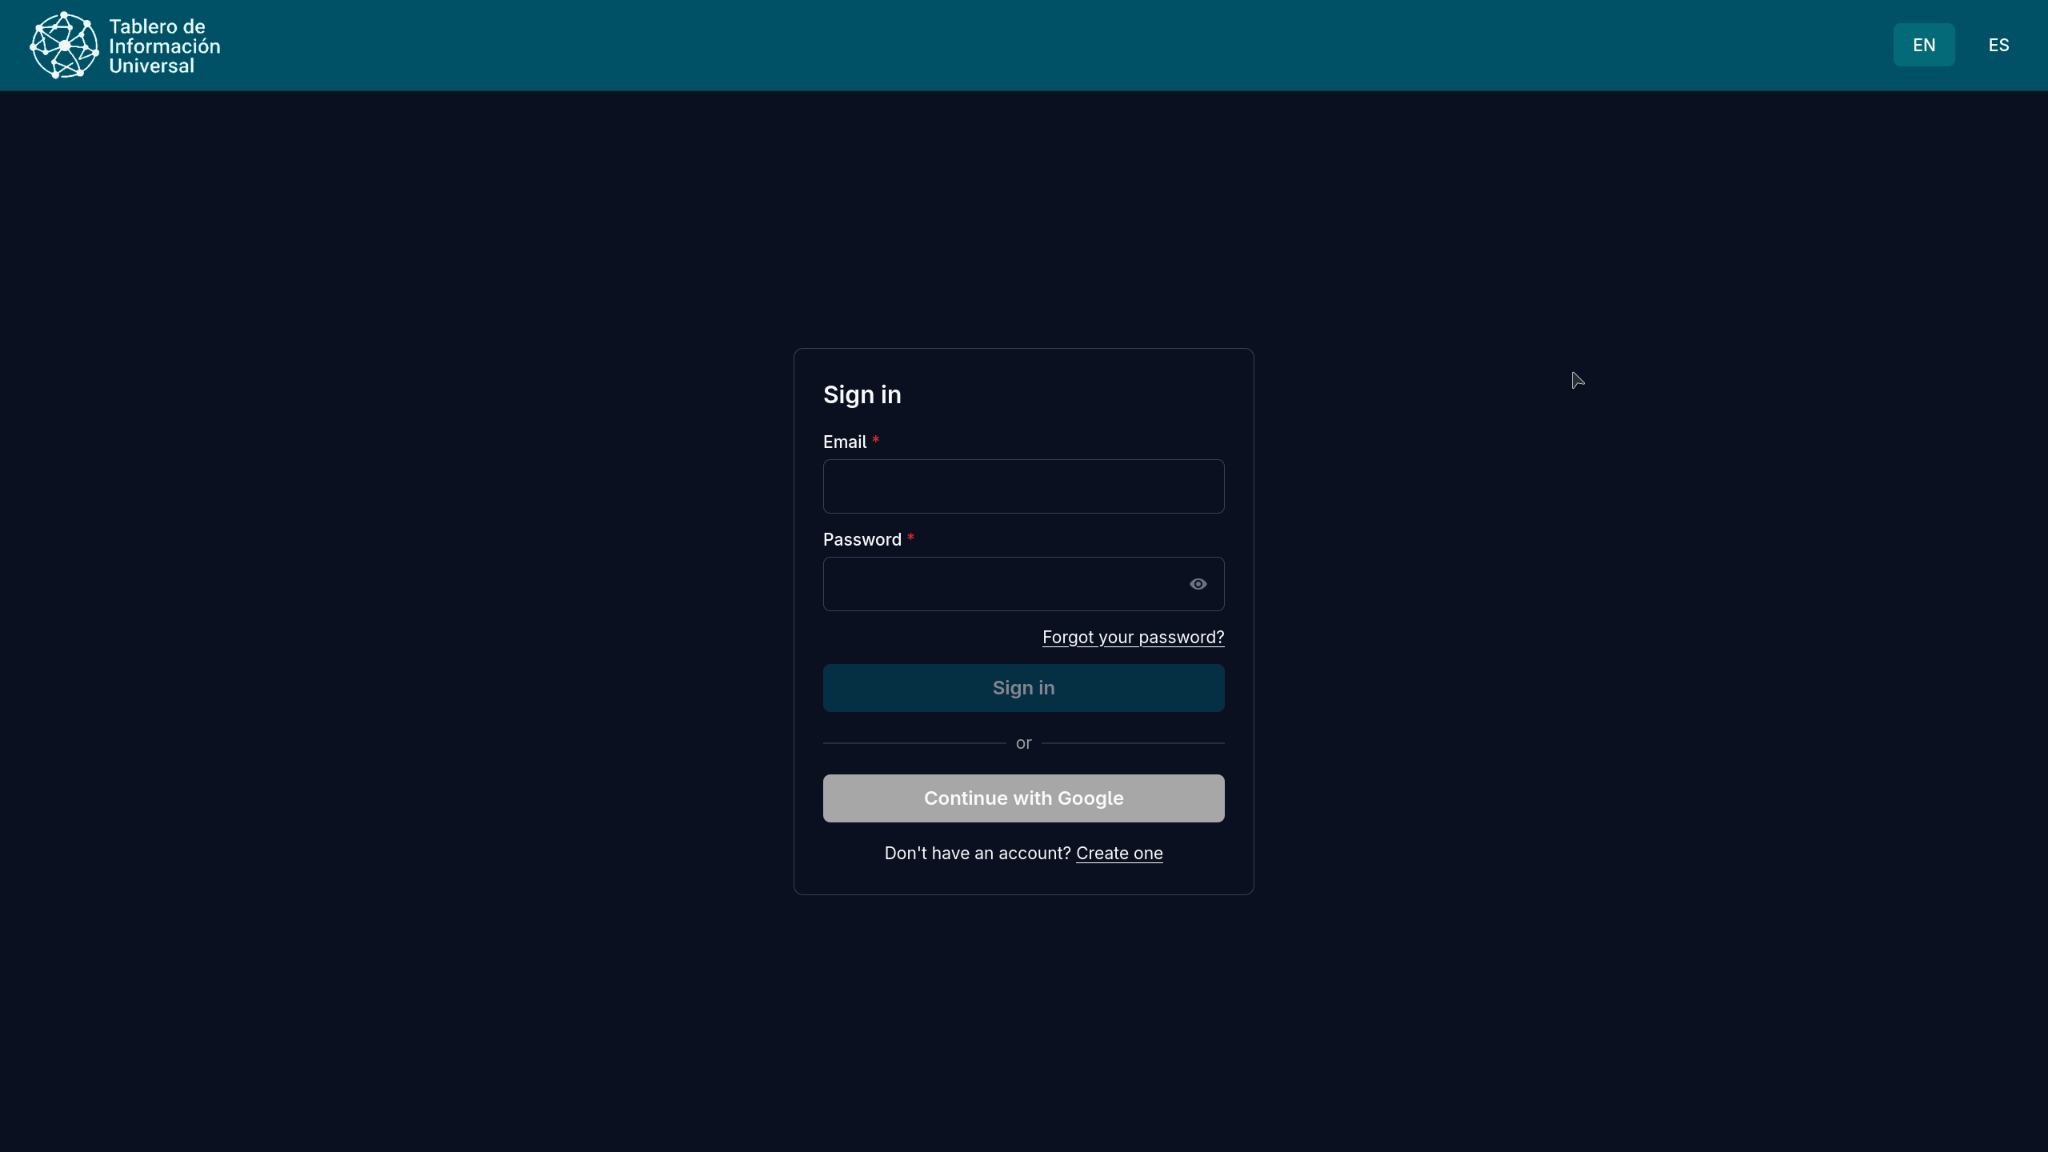 Tablero de
Información
Universal
EN
ES
Sign in
Email *
Password *
Forgot your password?
Sign in
or
Continue with Google
Don't have an account? Create one